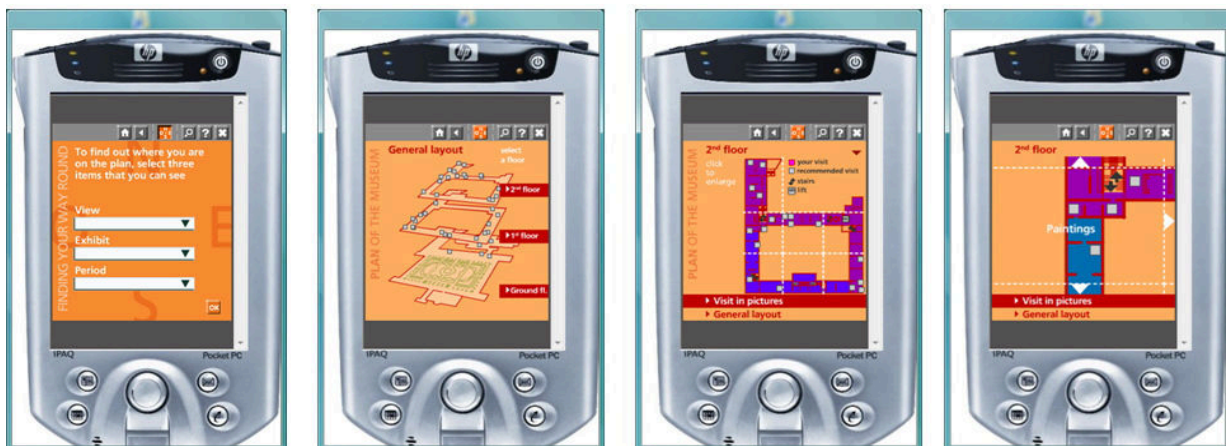 hp
FINDING YOUR WAY ROUND
To find out where you are
on the plan, select three
items that you can see
View
Exhibit
Period
N
E
S
OK
IPAQ
Pocket PC
hp
PLAN OF THE MUSEUM
General layout
select
a floor
2nd floor
1st floor
Ground fl.
IPAQ
Pocket PC
hp
PLAN OF THE MUSEUM
2nd floor
click
to
enlarge
your visit
recommended visit
stairs
lift
Visit in pictures
General layout
IPAQ
Pocket PC
hp
2nd floor
Paintings
Visit in pictures
General layout
IPAQ
Pocket PC